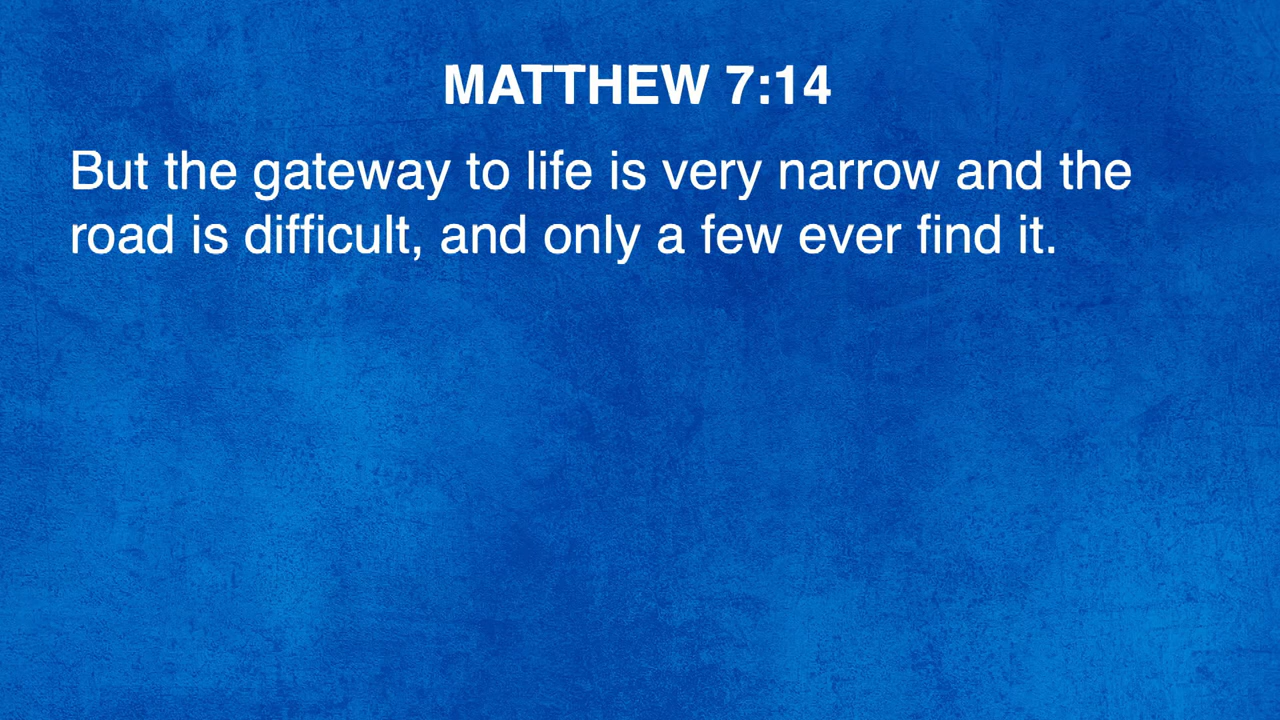 MATTHEW 7:14
But the gateway to life is very narrow and the
road is difficult, and only a few ever find it.